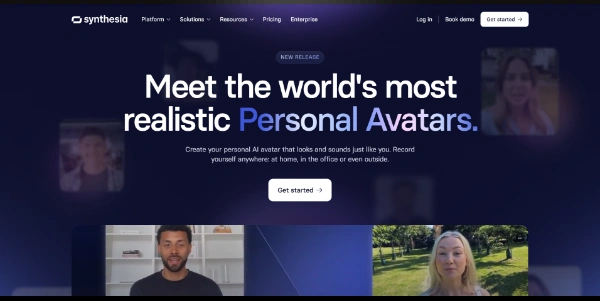 synthesia
Platform
Solutions
Resources
Pricing
Enterprise
Log in
Book demo
Get started →
NEW RELEASE
Meet the world's most
realistic Personal Avatars.
Create your personal AI avatar that looks and sounds just like you. Record
yourself anywhere: at home, in the office or even outside.
Get started →